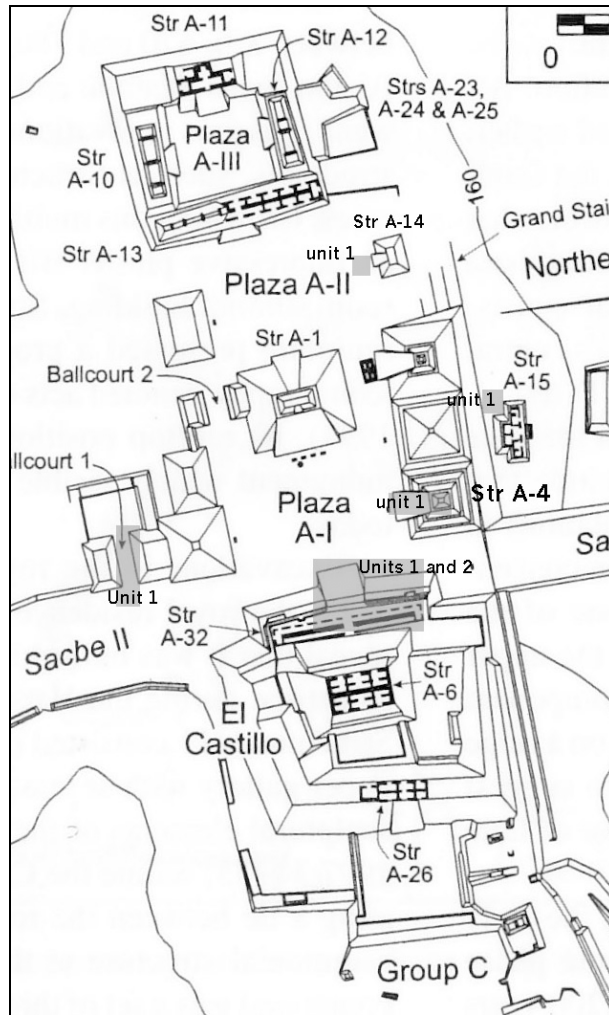 Str A-11
Str A-12
0
Strs A-23,
A-24 & A-25
Plaza
A-III
Str
A-10
160
Str A-14
Grand Stai
Str A-13
unit 1
Northe
Plaza A-II
Str A-1
Str
A-15
Ballcourt 2
unit 1
allcourt 1
Str A-4
unit 1
Plaza
A-I
Sa
Units 1 and 2
Unit 1
Str
A-32
Sacbe II
Str
A-6
El
Castillo
Str
A-26
Group C